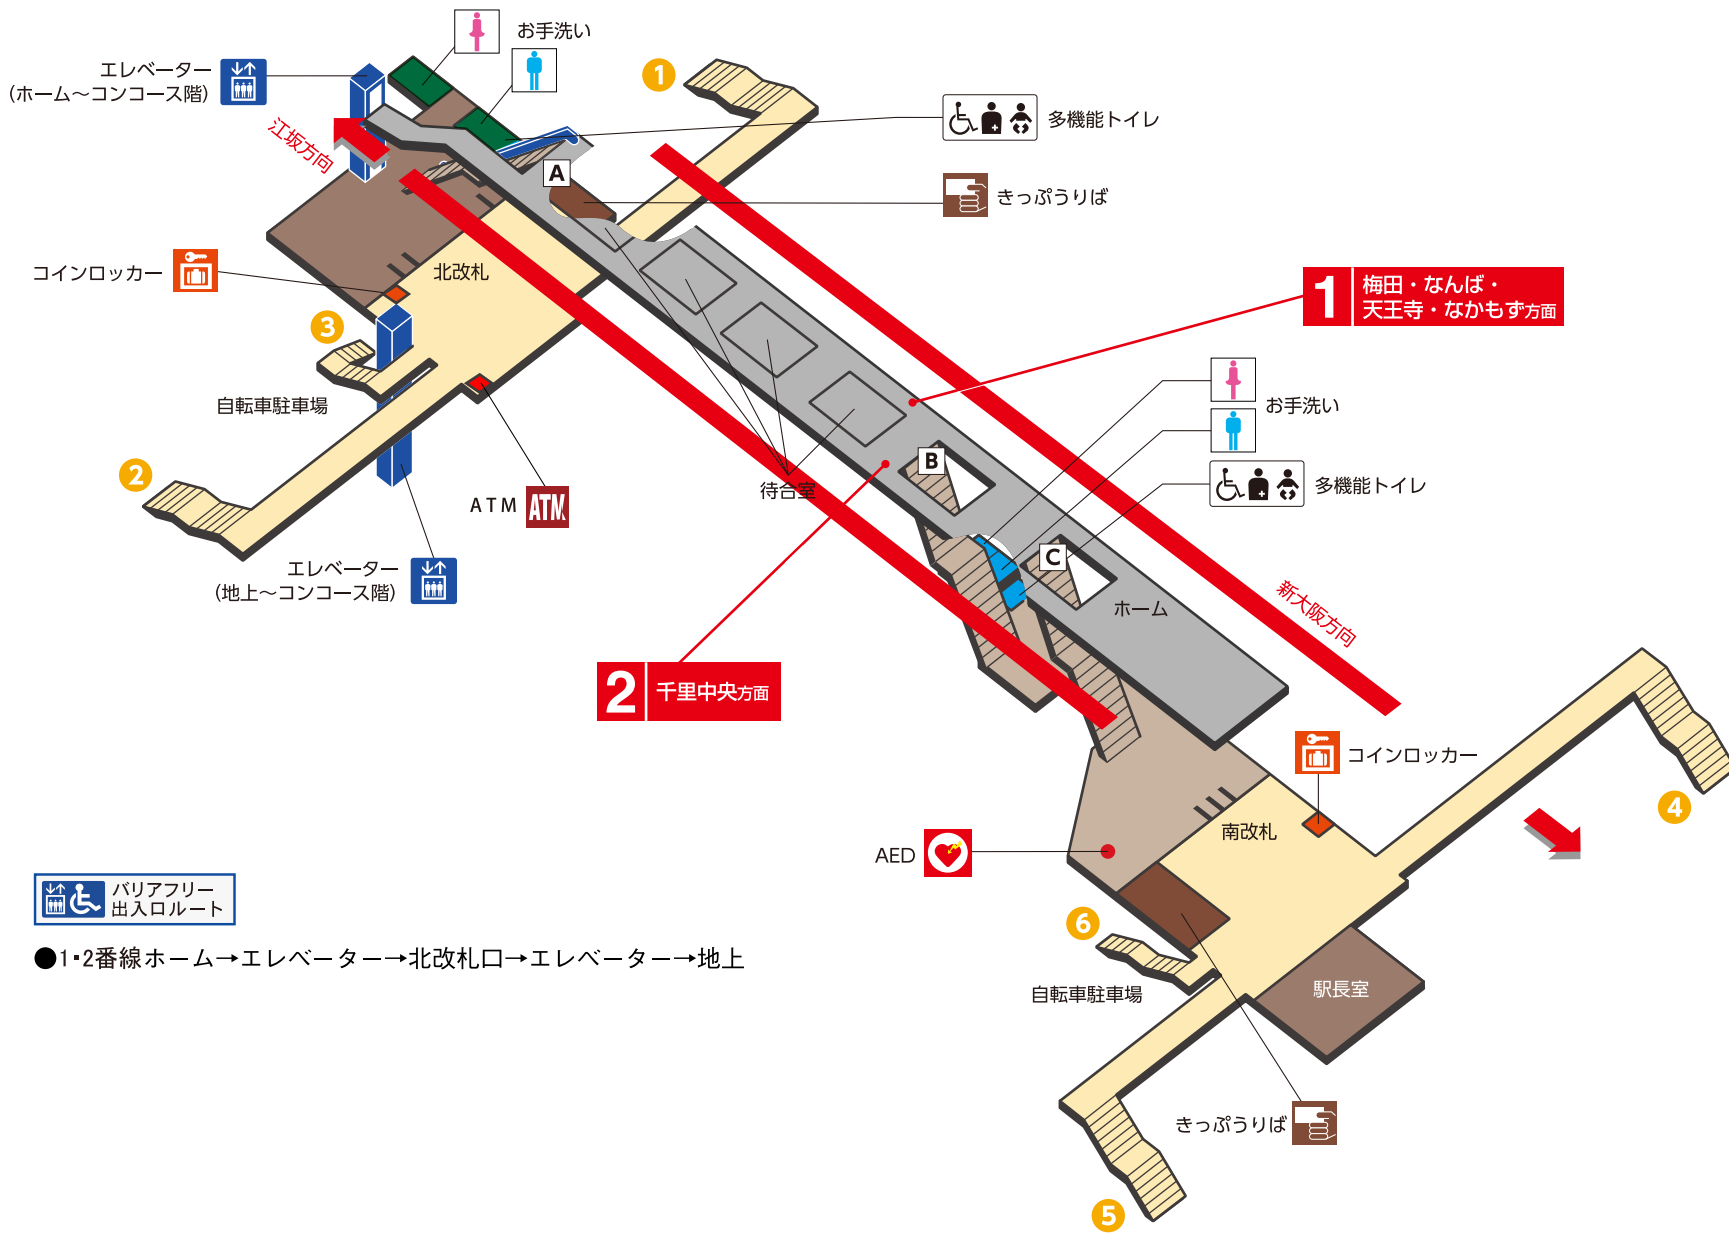 お手洗い
エレベーター
(ホーム～コンコース階)
1
江坂方向
多機能トイレ
A
きっぷうりば
コインロッカー
北改札
1 梅田・なんば・
天王寺・なかもず方面
3
自転車駐車場
お手洗い
2
B
待合室
多機能トイレ
ATM ATM
C
エレベーター
(地上～コンコース階)
ホーム
新大阪方向
2 千里中央方面
コインロッカー
4
南改札
AED
バリアフリー
出入口ルート
6
●1・2番線ホーム→エレベーター→北改札口→エレベーター→地上
自転車駐車場
駅長室
きっぷうりば
5